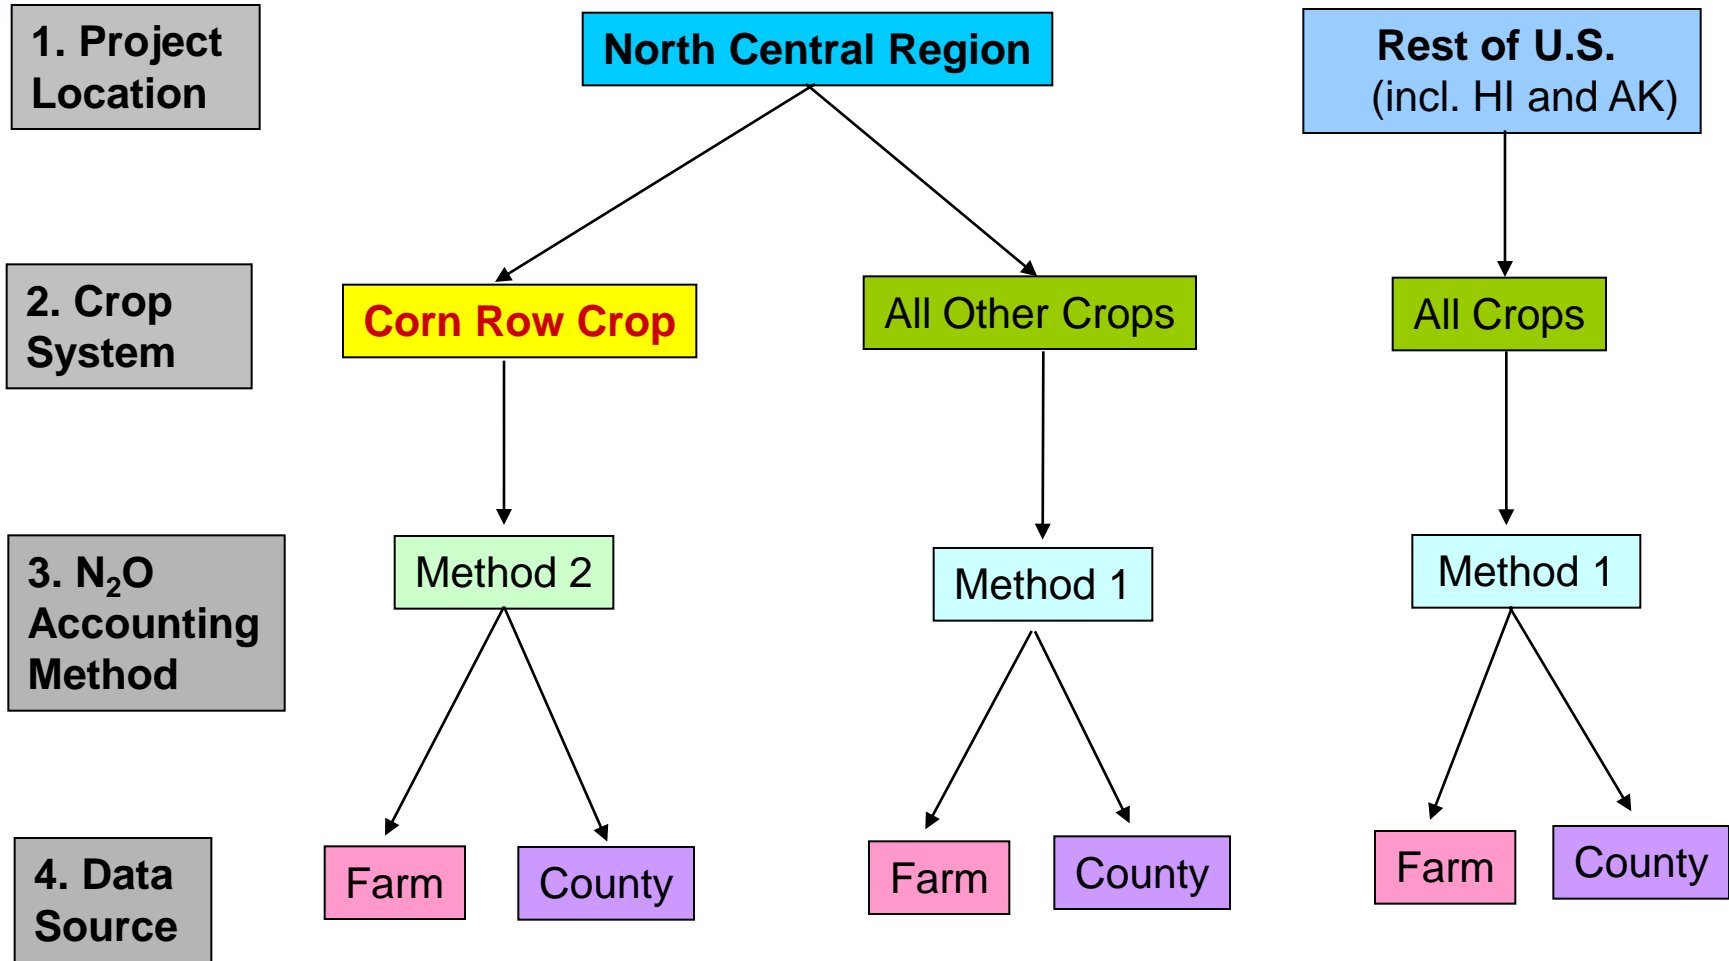 1. Project
Location
North Central Region
Rest of U.S.
(incl. HI and AK)
2. Crop
System
Corn Row Crop
All Other Crops
All Crops
3. N₂O
Accounting
Method
Method 2
Method 1
Method 1
4. Data
Source
Farm
County
Farm
County
Farm
County